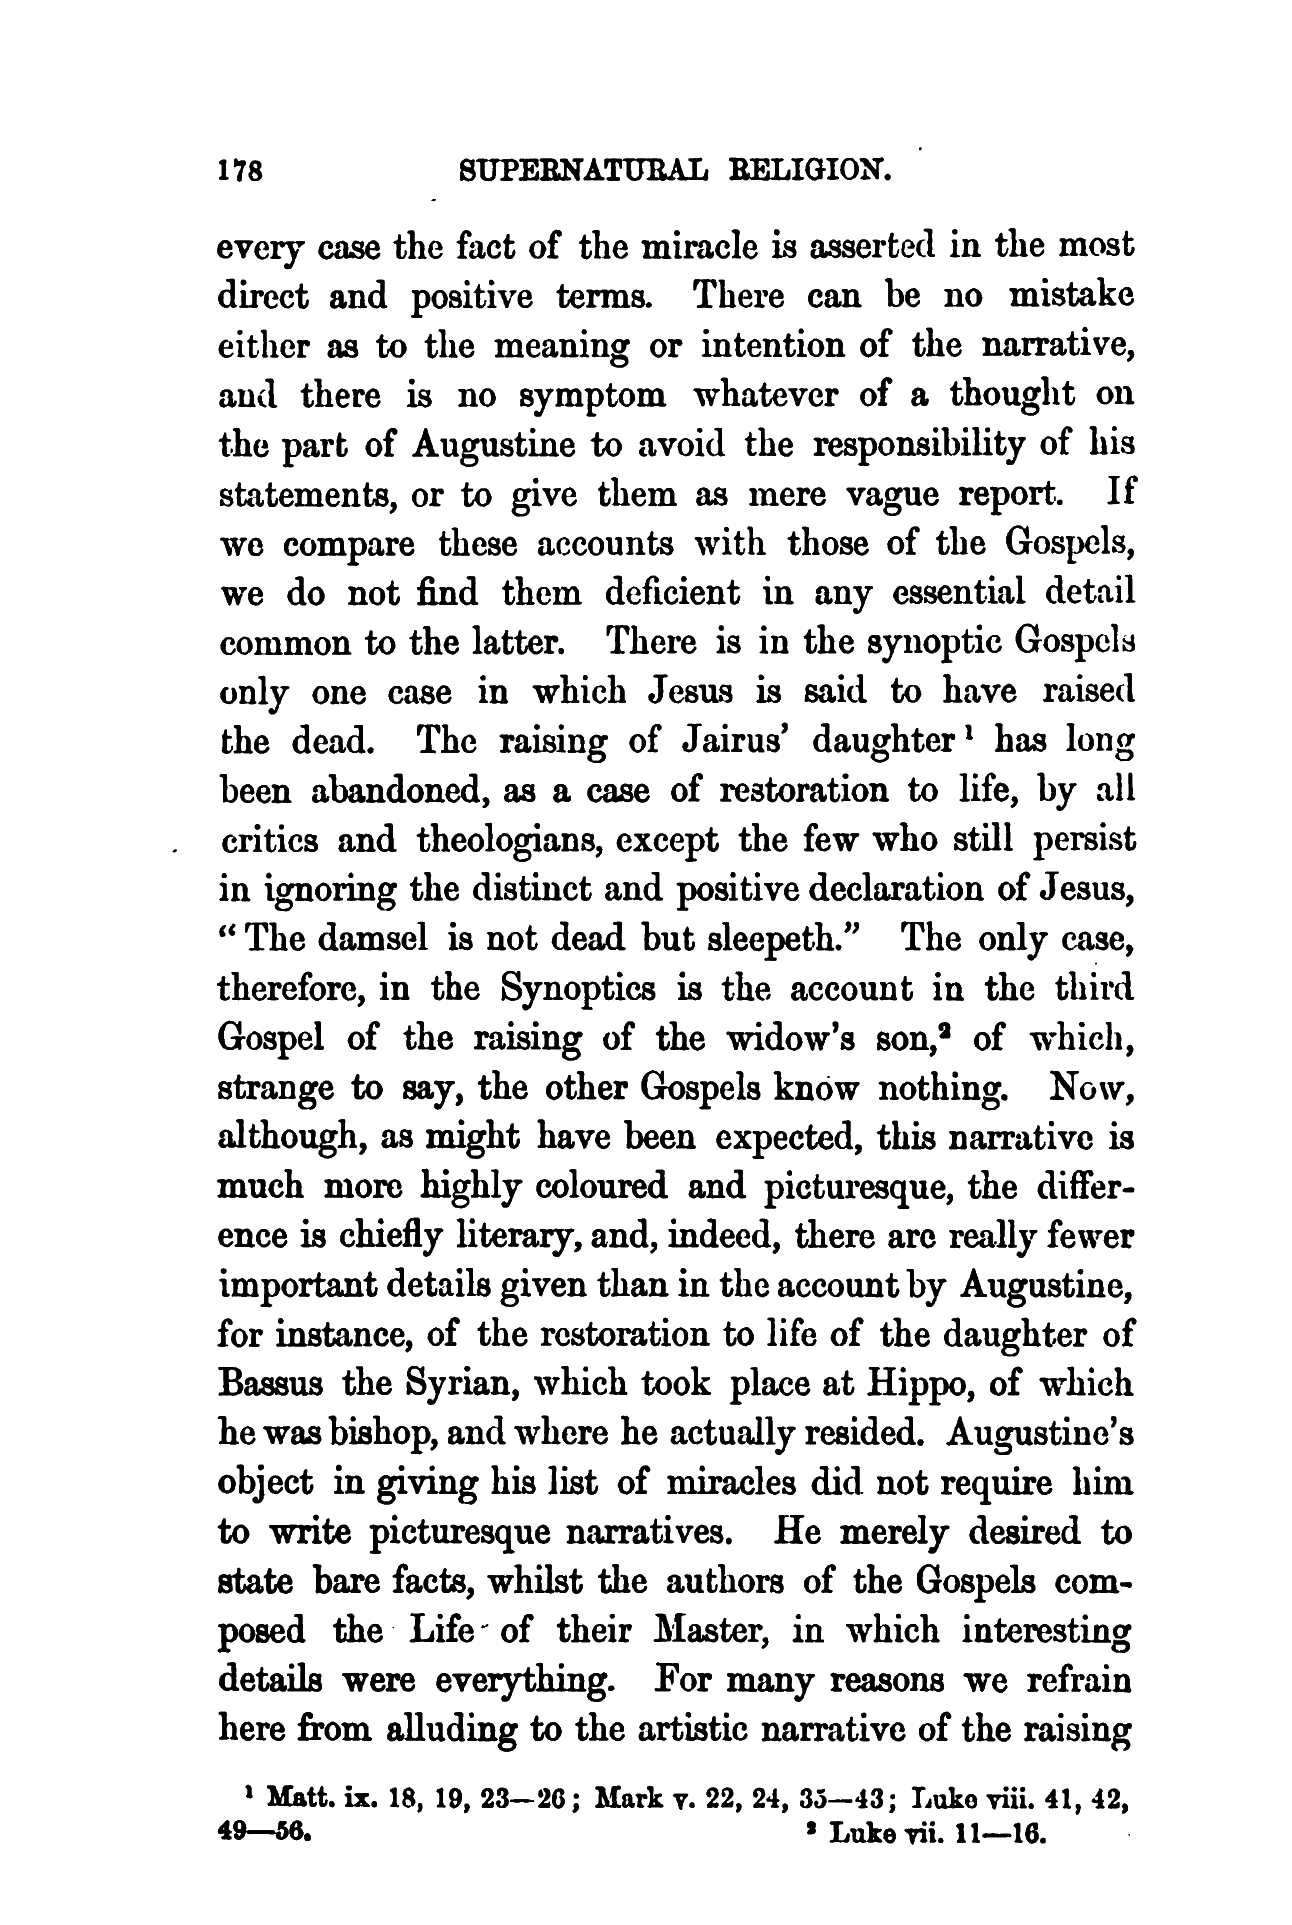 178 SUPERNATURAL RELIGION.
every case the fact of the miracle is asserted in the most
direct and positive terms. There can be no mistake
either as to the meaning or intention of the narrative,
and there is no symptom whatever of a thought on
the part of Augustine to avoid the responsibility of his
statements, or to give them as mere vague report. If
we compare these accounts with those of the Gospels,
we do not find them deficient in any essential detail
common to the latter. There is in the synoptic Gospels
only one case in which Jesus is said to have raised
the dead. The raising of Jairus' daughter¹ has long
been abandoned, as a case of restoration to life, by all
critics and theologians, except the few who still persist
in ignoring the distinct and positive declaration of Jesus,
“The damsel is not dead but sleepeth.” The only case,
therefore, in the Synoptics is the account in the third
Gospel of the raising of the widow's son,² of which,
strange to say, the other Gospels know nothing. Now,
although, as might have been expected, this narrative is
much more highly coloured and picturesque, the differ-
ence is chiefly literary, and, indeed, there are really fewer
important details given than in the account by Augustine,
for instance, of the restoration to life of the daughter of
Bassus the Syrian, which took place at Hippo, of which
he was bishop, and where he actually resided. Augustine's
object in giving his list of miracles did not require him
to write picturesque narratives. He merely desired to
state bare facts, whilst the authors of the Gospels com-
posed the Life of their Master, in which interesting
details were everything. For many reasons we refrain
here from alluding to the artistic narrative of the raising
¹ Matt. ix. 18, 19, 23—26; Mark v. 22, 24, 35—43; Luke viii. 41, 42,
49—56. ² Luke vii. 11—16.